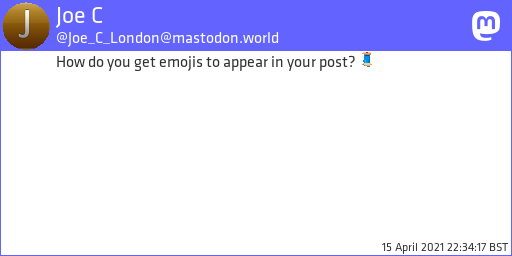 Joe C
@Joe_C_London@mastodon.world
How do you get emojis to appear in your post? 🧵
15 April 2021 22:34:17 BST